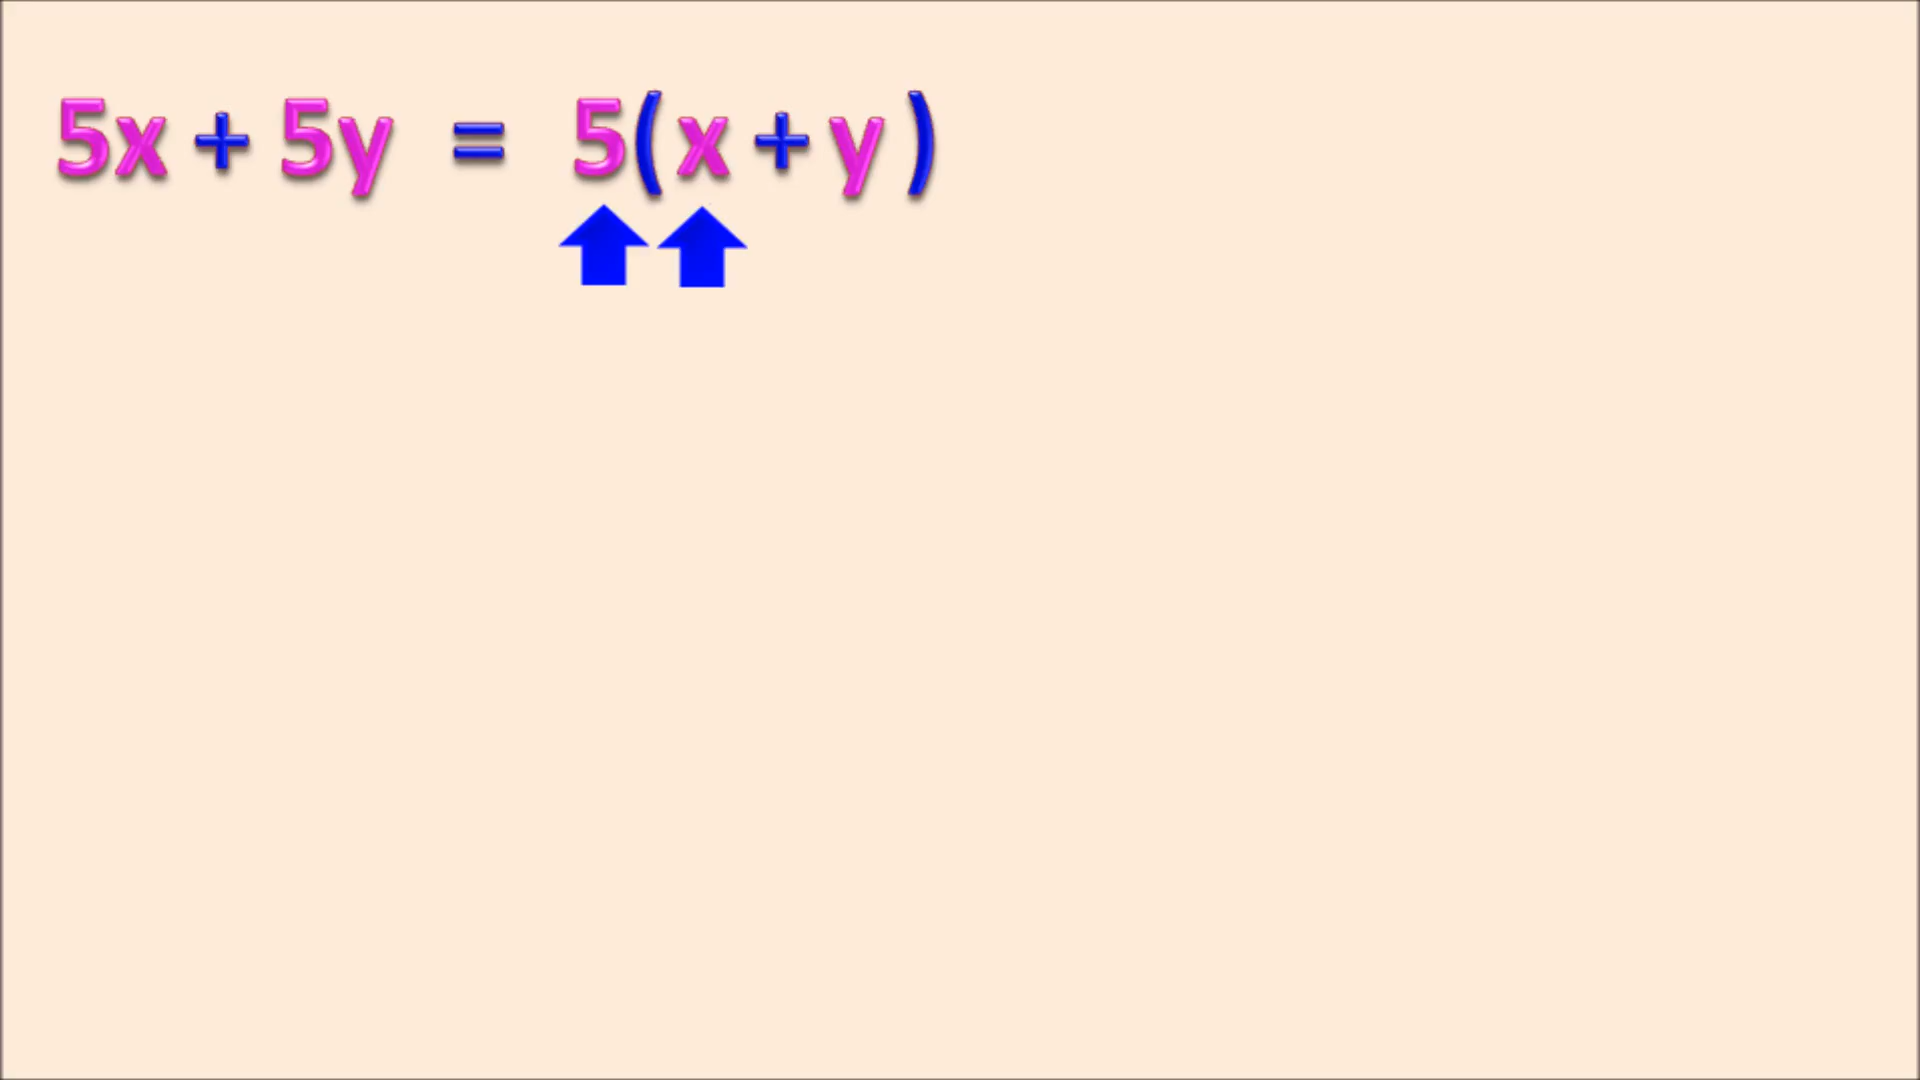 5x + 5y = 5(x + y)